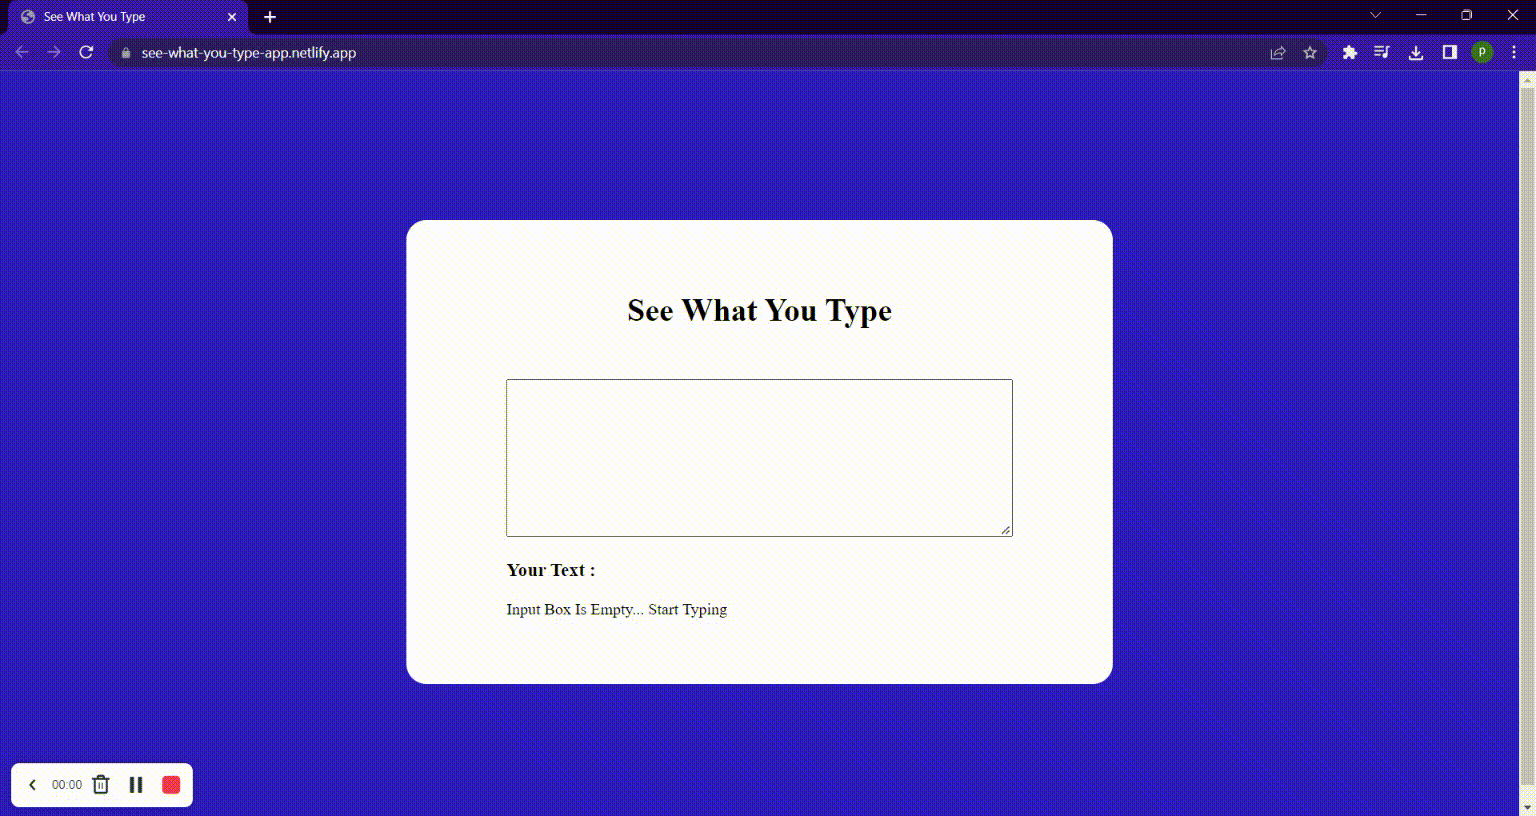 See What You Type
see-what-you-type-app.netlify.app
P
See What You Type
Your Text :
Input Box Is Empty... Start Typing
00:00